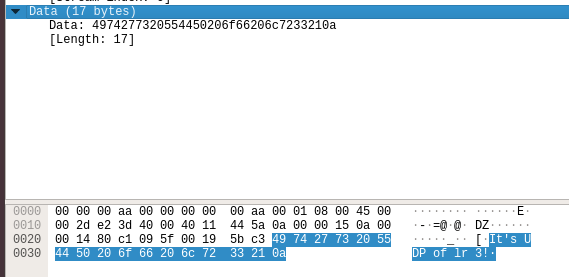 Data (17 bytes)
Data: 4974277320554450206f66206c7233210a
[Length: 17]
0000 00 00 00 aa 00 00 00 00 00 aa 00 01 08 00 45 00 ········ ······E·
0010 00 2d e2 3d 40 00 40 11 44 5a 0a 00 00 15 0a 00 ·-·=@·@· DZ······
0020 00 14 80 c1 09 5f 00 19 5b c3 49 74 27 73 20 55 ·····_·· [·It's U
0030 44 50 20 6f 66 20 6c 72 33 21 0a DP of lr 3!·